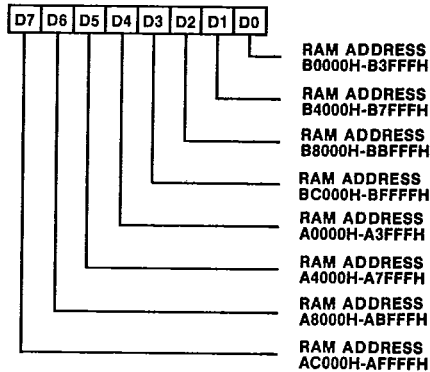 D7 D6 D5 D4 D3 D2 D1 D0
RAM ADDRESS
B0000H-B3FFFH
RAM ADDRESS
B4000H-B7FFFH
RAM ADDRESS
B8000H-BBFFFH
RAM ADDRESS
BC000H-BFFFFH
RAM ADDRESS
A0000H-A3FFFH
RAM ADDRESS
A4000H-A7FFFH
RAM ADDRESS
A8000H-ABFFFH
RAM ADDRESS
AC000H-AFFFFH